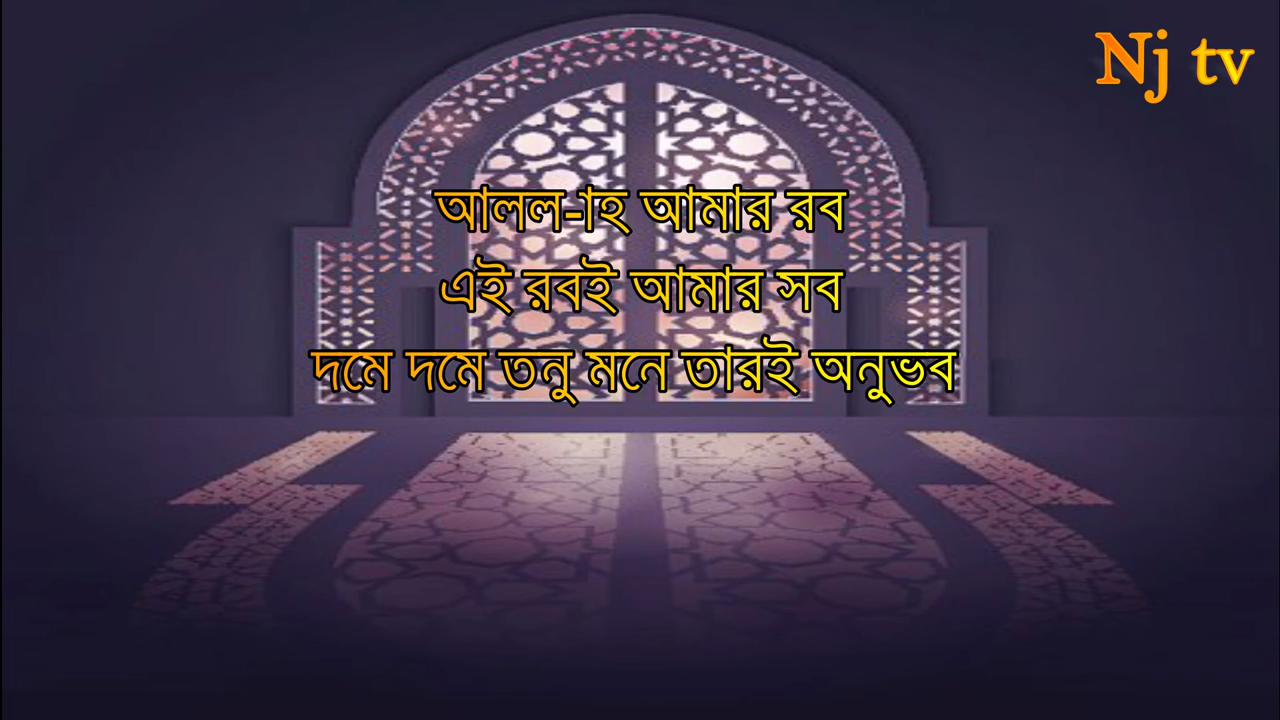 Nj tv
আলল-াহ আমার রব
এই রবই আমার সব
দমে দমে তনু মনে তারই অনুভব